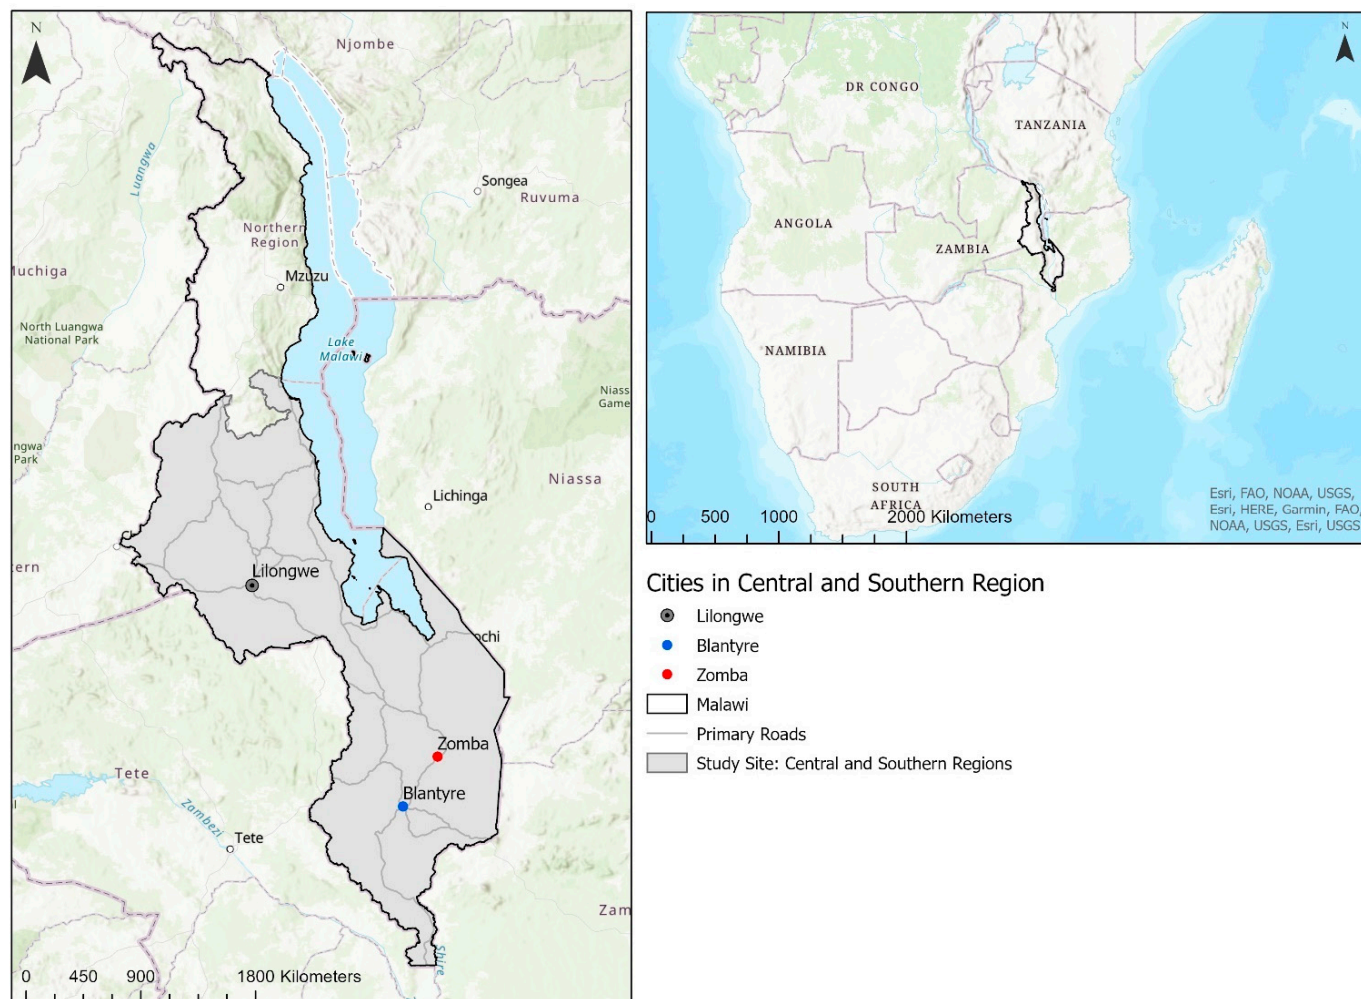 N
Njombe
Luangwa
Songea
Ruvuma
Northern
Region
Mzuzu
Muchiga
North Luangwa
National Park
Lake
Malawi
Niass
Game
ngwa
Park
Niassa
Lichinga
ern
Lilongwe
ochi
Zomba
Tete
Blantyre
Zambezi
Tete
Zam
Shire
0 450 900 1800 Kilometers
N
DR CONGO
TANZANIA
ANGOLA
ZAMBIA
NAMIBIA
SOUTH
AFRICA
0 500 1000 2000 Kilometers
Esri, FAO, NOAA, USGS,
Esri, HERE, Garmin, FAO,
NOAA, USGS, Esri, USGS
Cities in Central and Southern Region
Lilongwe
Blantyre
Zomba
Malawi
Primary Roads
Study Site: Central and Southern Regions